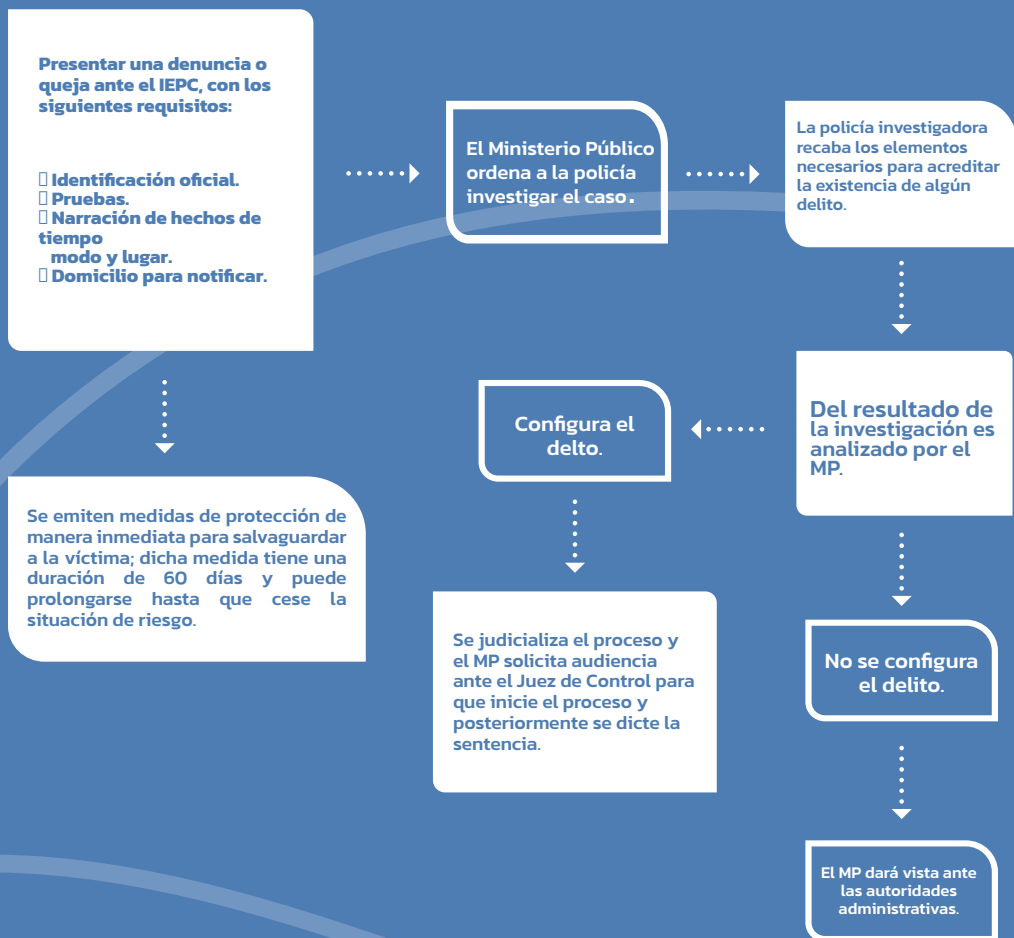 Presentar una denuncia o
queja ante el IEPC, con los
siguientes requisitos:
Identificación oficial.
Pruebas.
Narración de hechos de
tiempo
modo y lugar.
Domicilio para notificar.
El Ministerio Público
ordena a la policía
investigar el caso.
La policía investigadora
recaba los elementos
necesarios para acreditar
la existencia de algún
delito.
Del resultado de
la investigación es
analizado por el
MP.
Configura el
delto.
Se emiten medidas de protección de
manera inmediata para salvaguardar
a la víctima; dicha medida tiene una
duración de 60 días y puede
prolongarse hasta que cese la
situación de riesgo.
Se judicializa el proceso y
el MP solicita audiencia
ante el Juez de Control para
que inicie el proceso y
posteriormente se dicte la
sentencia.
No se configura
el delito.
El MP dará vista ante
las autoridades
administrativas.